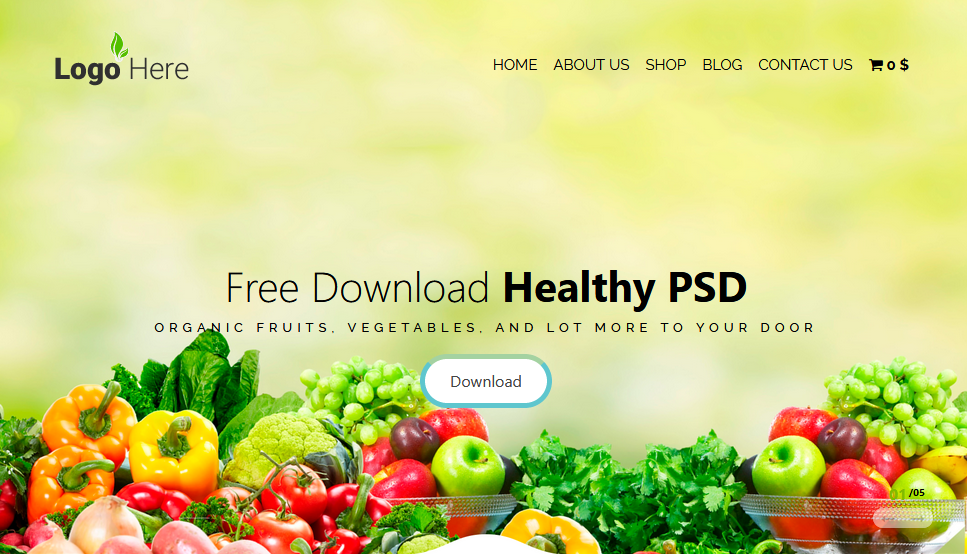 Logo Here
HOME ABOUT US SHOP BLOG CONTACT US 0 $
Free Download Healthy PSD
ORGANIC FRUITS, VEGETABLES, AND LOT MORE TO YOUR DOOR
Download
01/05